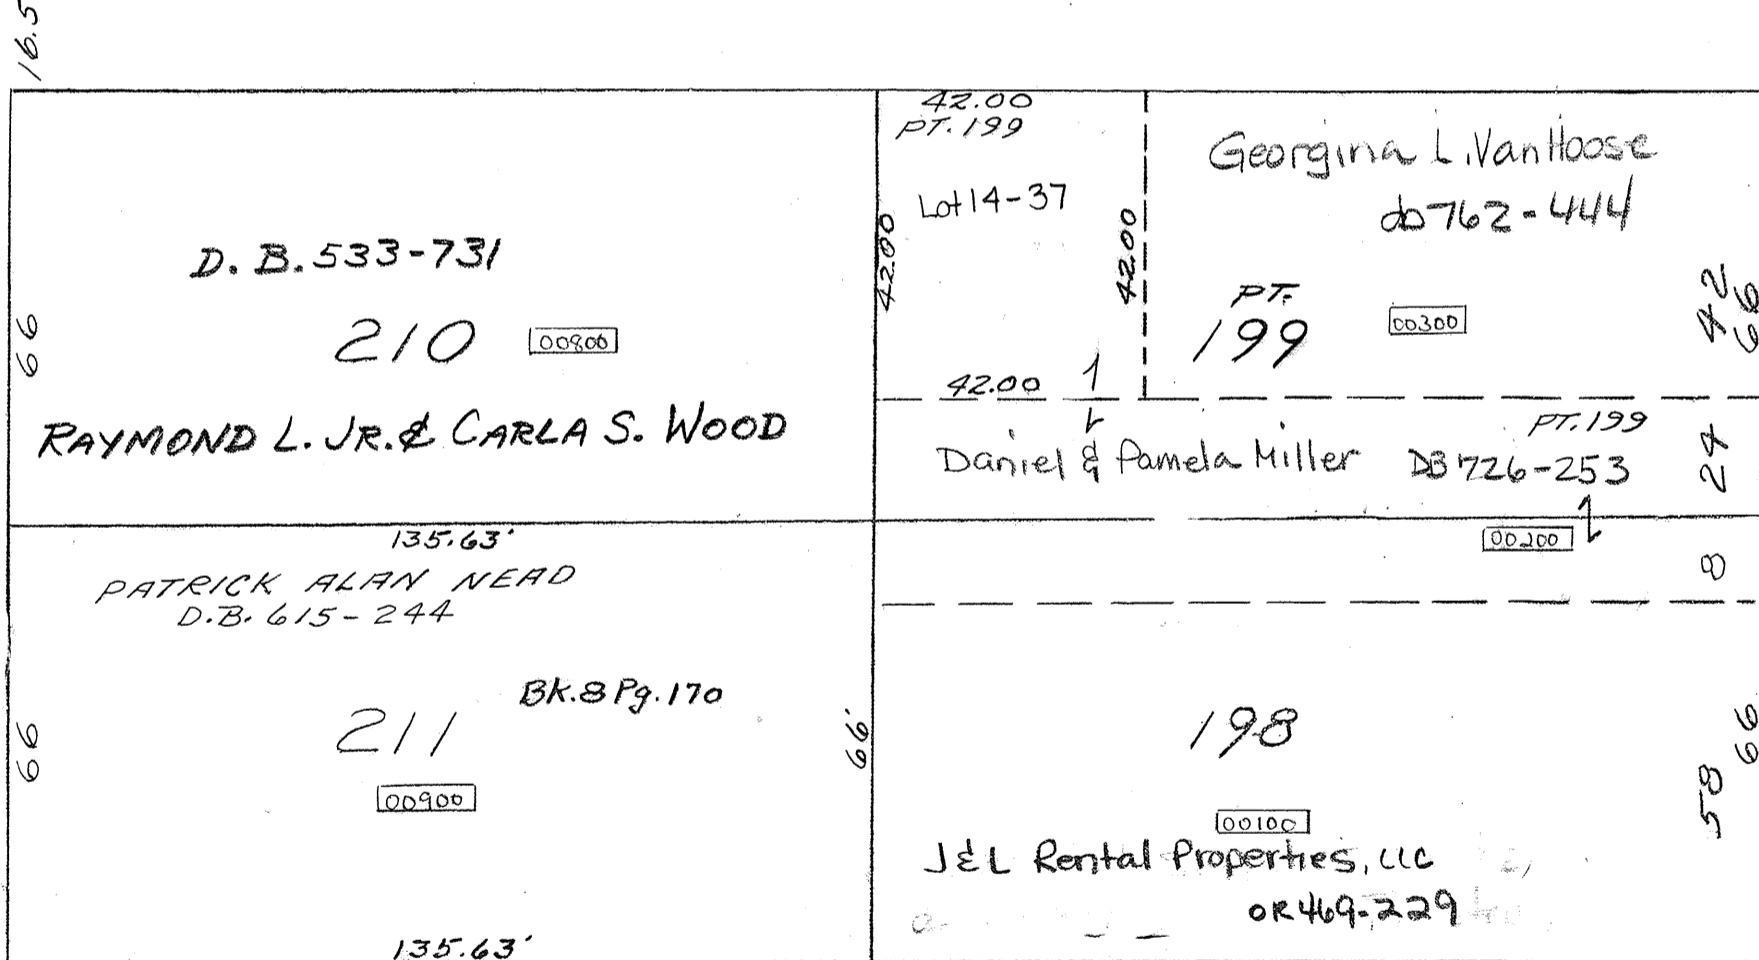 16.5
D. B. 533-731
66
210
00800
RAYMOND L. JR. & CARLA S. WOOD
42.00
PT. 199
Lot 14-37
42.00
42.00
42.00
Georgina L. VanHoose
db 762-444
PT.
199
00300
42
66
PT. 199
Daniel & Pamela Miller DB 726-253
24
00200
8
135.63'
PATRICK ALAN NEAD
D.B. 615-244
Bk. 8 Pg. 170
211
66
66'
00900
135.63'
198
66
58
00100
J & L Rental Properties, LLC
OR 469-229